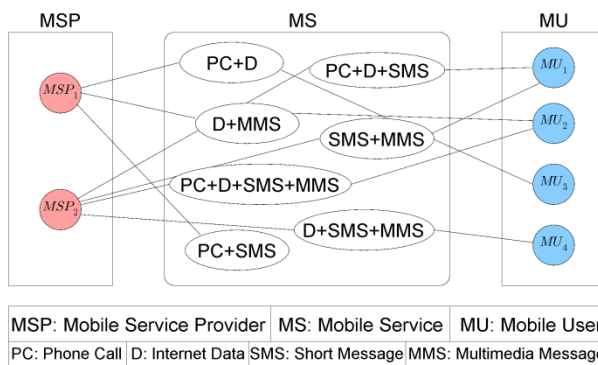 MSP MS MU
PC+D
PC+D+SMS
MU1
MSP1
D+MMS
MU2
SMS+MMS
PC+D+SMS+MMS
MU3
MSP2
D+SMS+MMS
PC+SMS
MU4
MSP: Mobile Service Provider MS: Mobile Service MU: Mobile User
PC: Phone Call D: Internet Data SMS: Short Message MMS: Multimedia Message